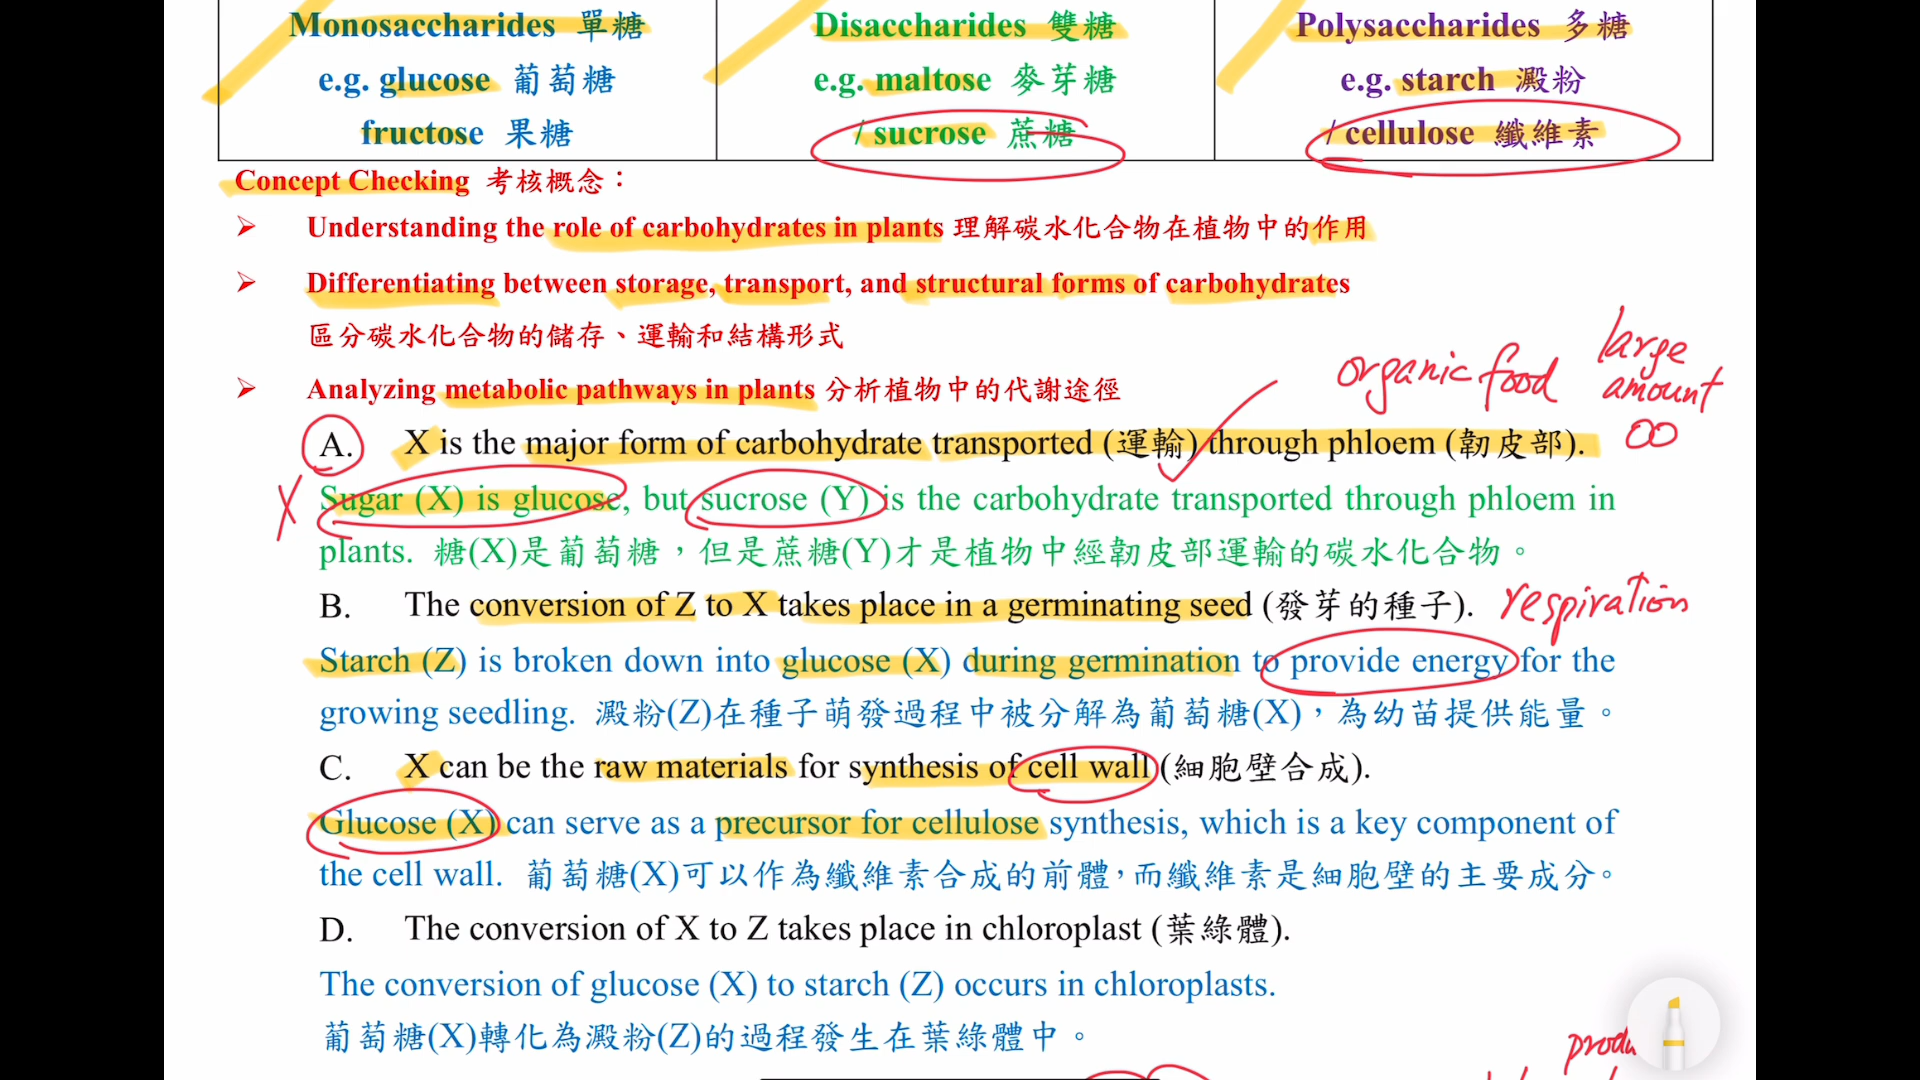 Monosaccharides 單糖
e.g. glucose 葡萄糖
fructose 果糖
Disaccharides 雙糖
e.g. maltose 麥芽糖
/ sucrose 蔗糖
Polysaccharides 多糖
e.g. starch 澱粉
/ cellulose 纖維素
Concept Checking 考核概念：
➢ Understanding the role of carbohydrates in plants 理解碳水化合物在植物中的作用
➢ Differentiating between storage, transport, and structural forms of carbohydrates
區分碳水化合物的儲存、運輸和結構形式
➢ Analyzing metabolic pathways in plants 分析植物中的代謝途徑
organic food
large
amount
A. X is the major form of carbohydrate transported (運輸) through phloem (韌皮部).
X Sugar (X) is glucose, but sucrose (Y) is the carbohydrate transported through phloem in
plants. 糖(X)是葡萄糖，但是蔗糖(Y)才是植物中經韌皮部運輸的碳水化合物。
B. The conversion of Z to X takes place in a germinating seed (發芽的種子). respiration
Starch (Z) is broken down into glucose (X) during germination to provide energy for the
growing seedling. 澱粉(Z)在種子萌發過程中被分解為葡萄糖(X)，為幼苗提供能量。
C. X can be the raw materials for synthesis of cell wall (細胞壁合成).
Glucose (X) can serve as a precursor for cellulose synthesis, which is a key component of
the cell wall. 葡萄糖(X)可以作為纖維素合成的前體，而纖維素是細胞壁的主要成分。
D. The conversion of X to Z takes place in chloroplast (葉綠體).
The conversion of glucose (X) to starch (Z) occurs in chloroplasts.
葡萄糖(X)轉化為澱粉(Z)的過程發生在葉綠體中。